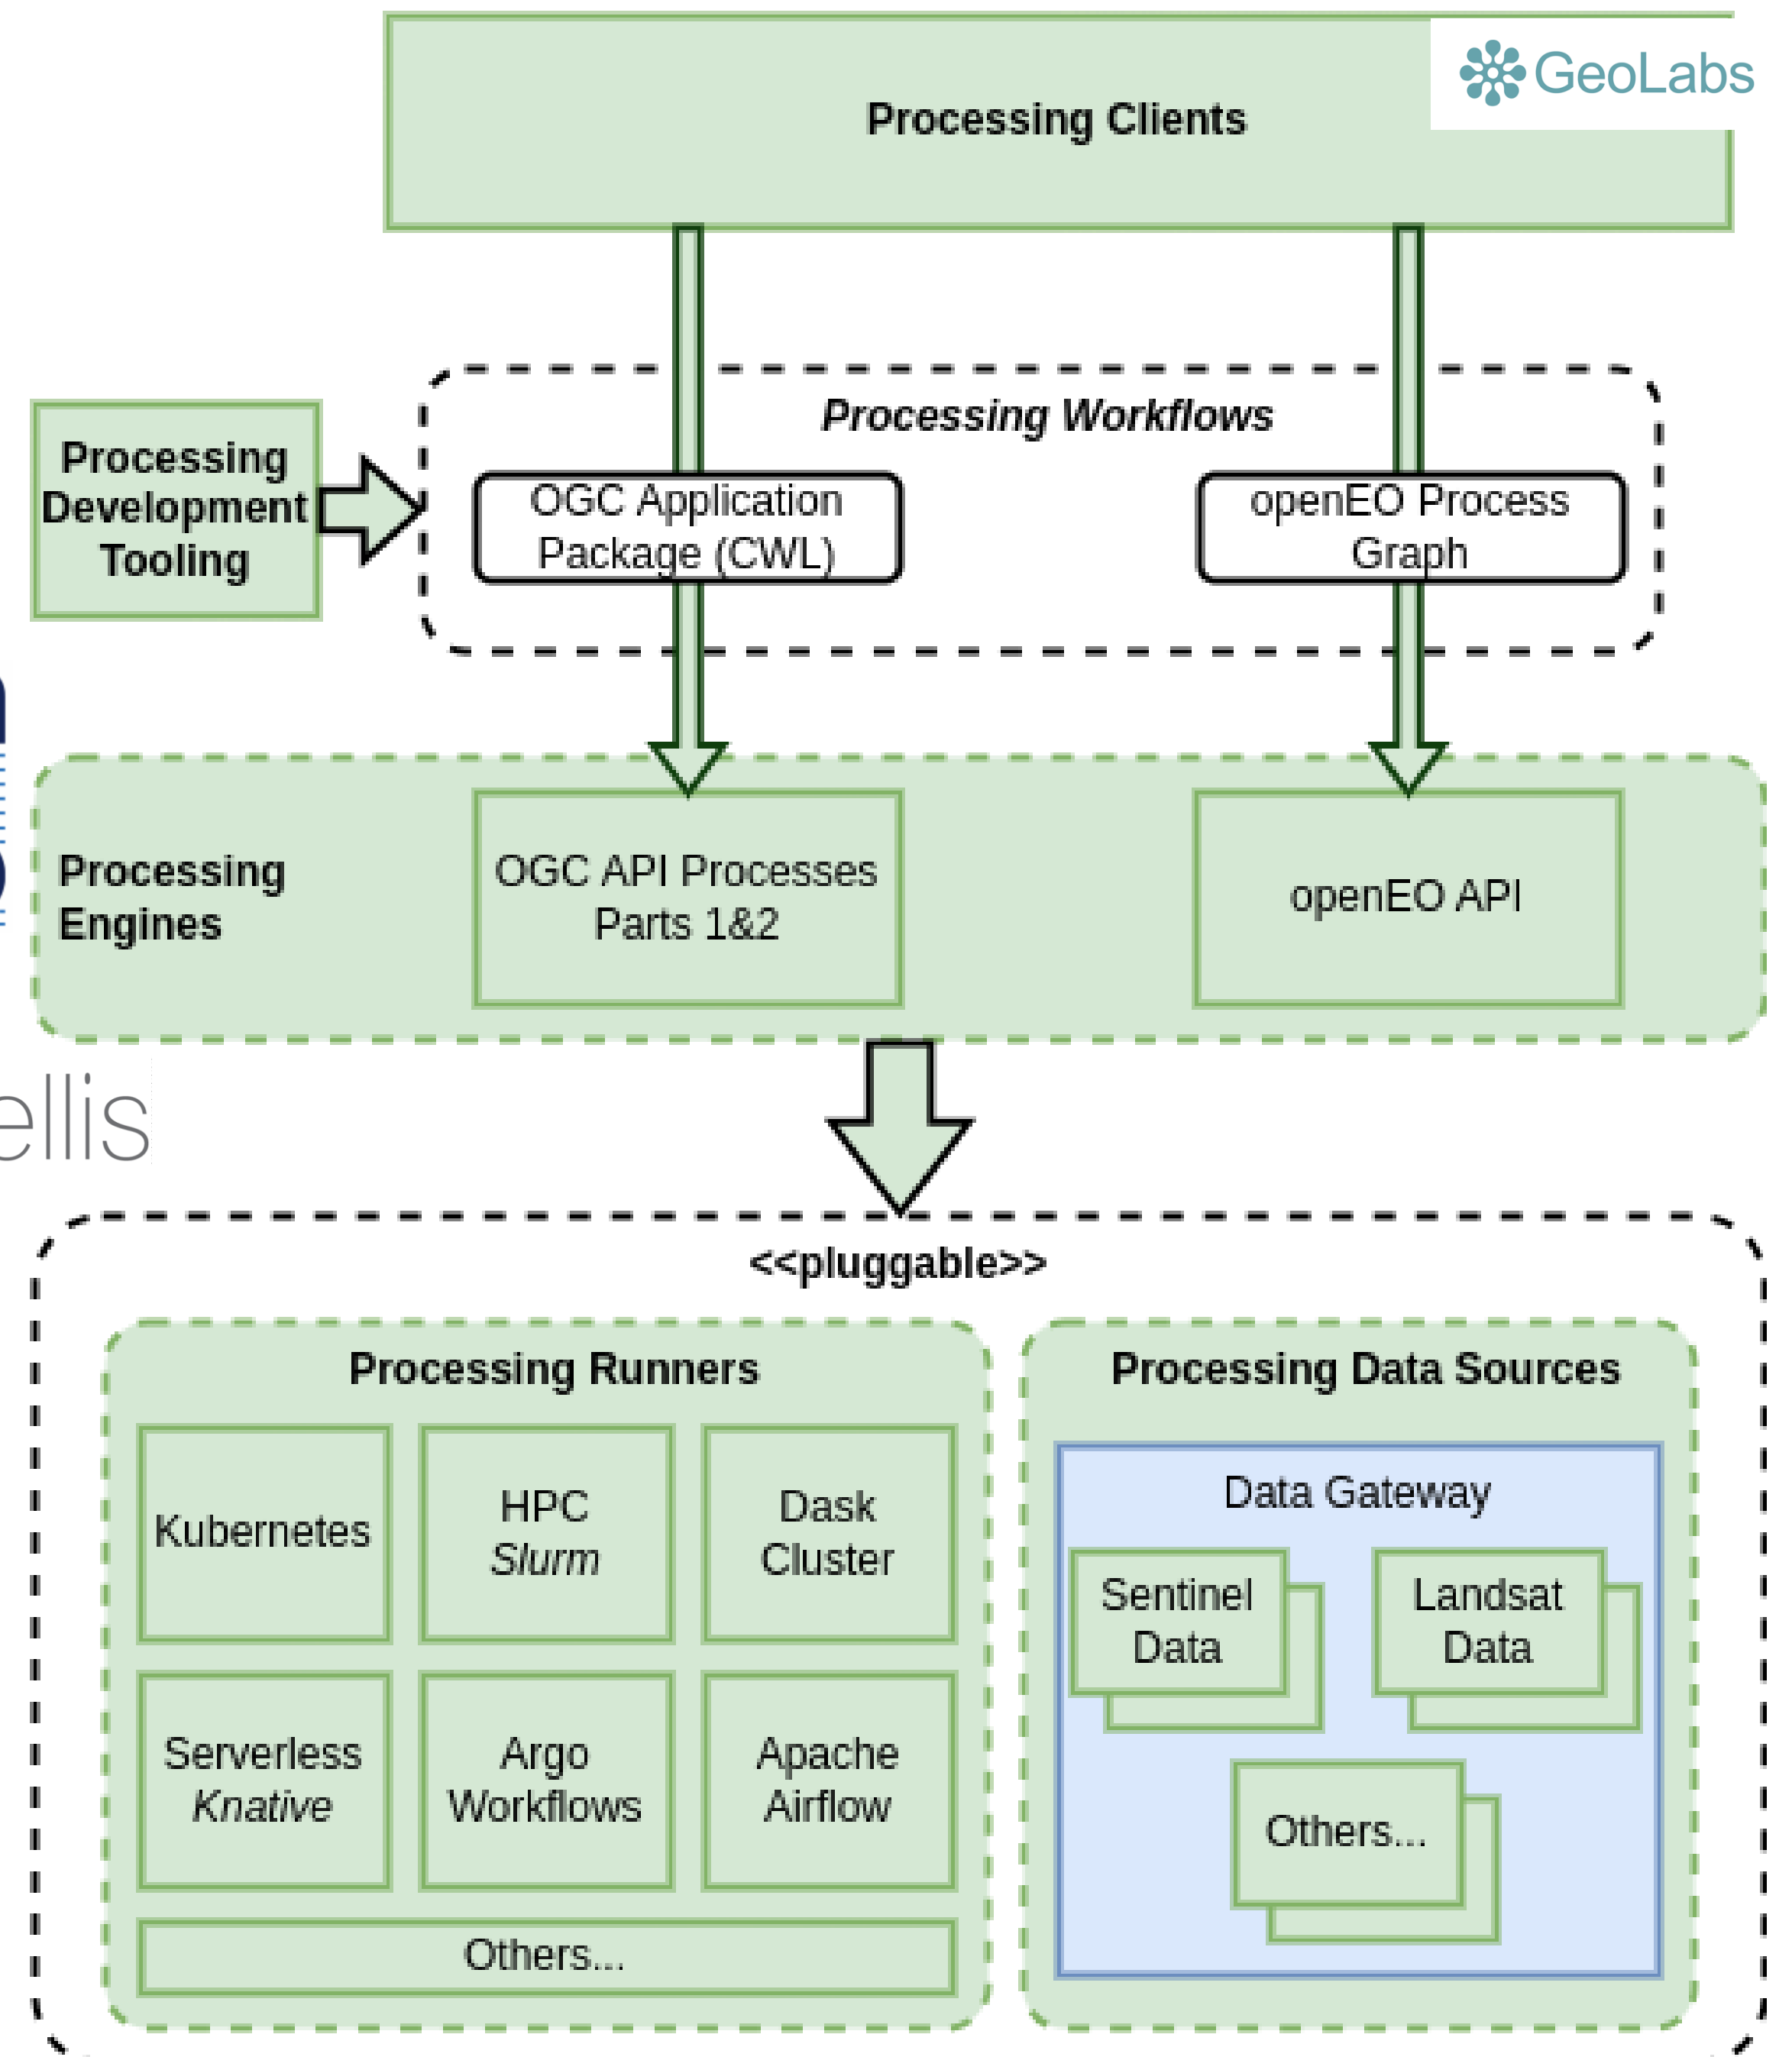 GeoLabs
Processing Clients
Processing Workflows
Processing
Development
Tooling
OGC Application
Package (CWL)
openEO Process
Graph
Processing
Engines
OGC API Processes
Parts 1&2
openEO API
ellis
<<pluggable>>
Processing Runners
Kubernetes
HPC
Slurm
Dask
Cluster
Serverless
Knative
Argo
Workflows
Apache
Airflow
Others...
Processing Data Sources
Data Gateway
Sentinel
Data
Landsat
Data
Others...